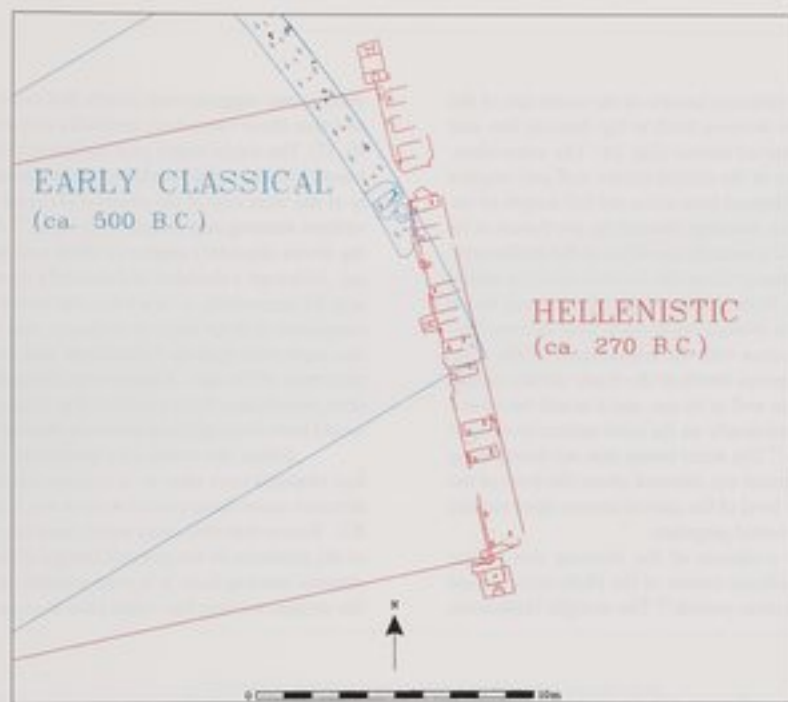 EARLY CLASSICAL
(ca. 500 B.C.)
HELLENISTIC
(ca. 270 B.C.)
N
0
10m